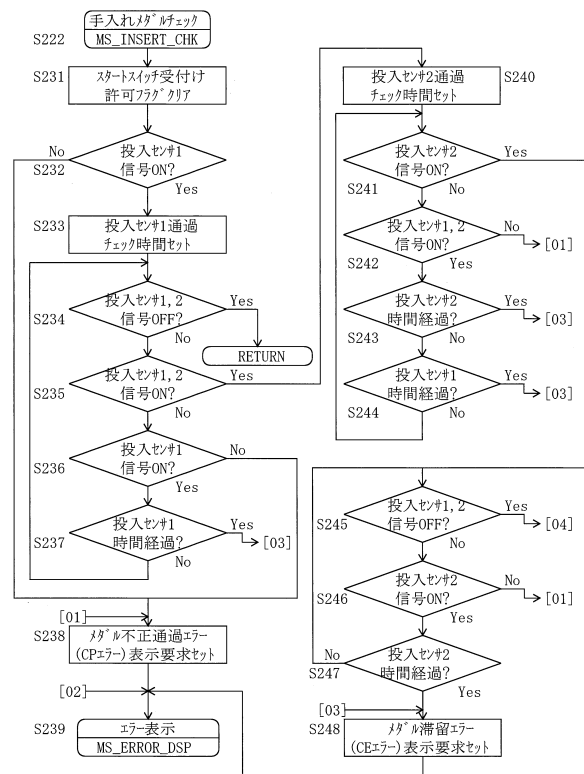 手入れﾒﾀﾞﾙﾁｪｯｸ
S222
MS_INSERT_CHK
S231
ｽﾀｰﾄｽｲｯﾁ受付け
許可ﾌﾗｸﾞｸﾘｱ
No
投入ｾﾝｻ1
信号ON?
S232
Yes
S233
投入ｾﾝｻ1通過
ﾁｪｯｸ時間ｾｯﾄ
投入ｾﾝｻ1,2
信号OFF?
Yes
S234
No
RETURN
投入ｾﾝｻ1,2
信号ON?
Yes
S235
No
投入ｾﾝｻ1
信号ON?
No
S236
Yes
投入ｾﾝｻ1
時間経過?
Yes
[03]
S237
No
[01]
S238
ﾒﾀﾞﾙ不正通過ｴﾗｰ
(CPｴﾗｰ)表示要求ｾｯﾄ
[02]
S239
ｴﾗｰ表示
MS_ERROR_DSP
投入ｾﾝｻ2通過
ﾁｪｯｸ時間ｾｯﾄ
S240
投入ｾﾝｻ2
信号ON?
Yes
S241
No
投入ｾﾝｻ1,2
信号ON?
No
[01]
S242
Yes
投入ｾﾝｻ2
時間経過?
Yes
[03]
S243
No
投入ｾﾝｻ1
時間経過?
Yes
[03]
S244
No
投入ｾﾝｻ1,2
信号OFF?
Yes
[04]
S245
No
投入ｾﾝｻ2
信号ON?
No
[01]
S246
Yes
No
投入ｾﾝｻ2
時間経過?
S247
Yes
[03]
S248
ﾒﾀﾞﾙ滞留ｴﾗｰ
(CEｴﾗｰ)表示要求ｾｯﾄ